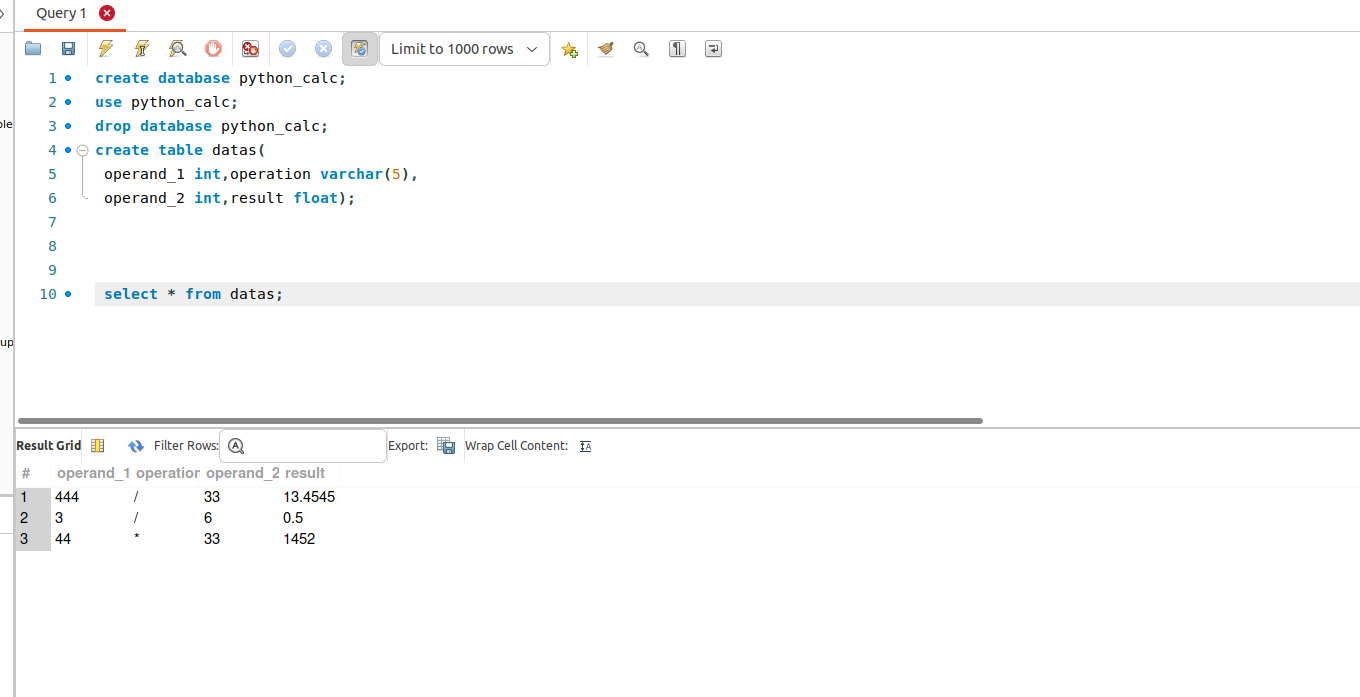 Query 1
Limit to 1000 rows
1 create database python_calc;
2 use python_calc;
ple
3 drop database python_calc;
4 create table datas(
5 operand_1 int,operation varchar(5),
6 operand_2 int,result float);
7
8
9
10 select * from datas;
up
Result Grid Filter Rows: Export: Wrap Cell Content:
# operand_1 operation operand_2 result
1 444 / 33 13.4545
2 3 / 6 0.5
3 44 * 33 1452